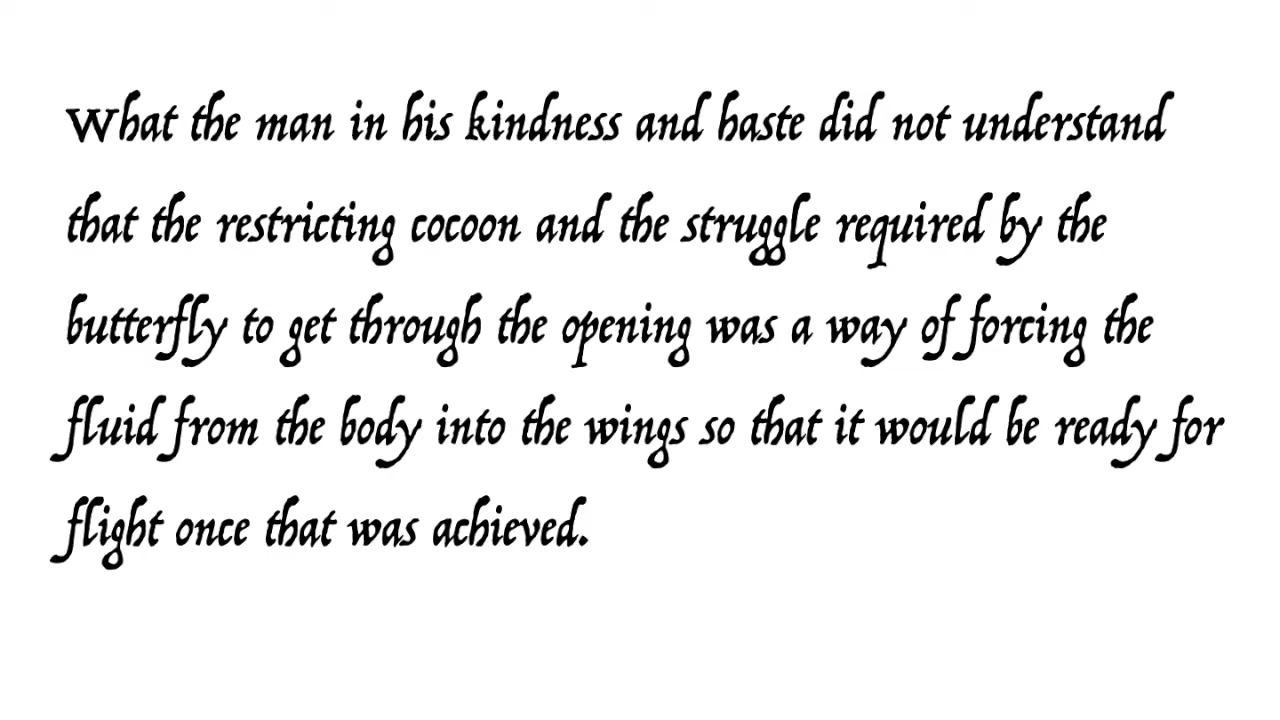 What the man in his kindness and haste did not understand
that the restricting cocoon and the struggle required by the
butterfly to get through the opening was a way of forcing the
fluid from the body into the wings so that it would be ready for
flight once that was achieved.